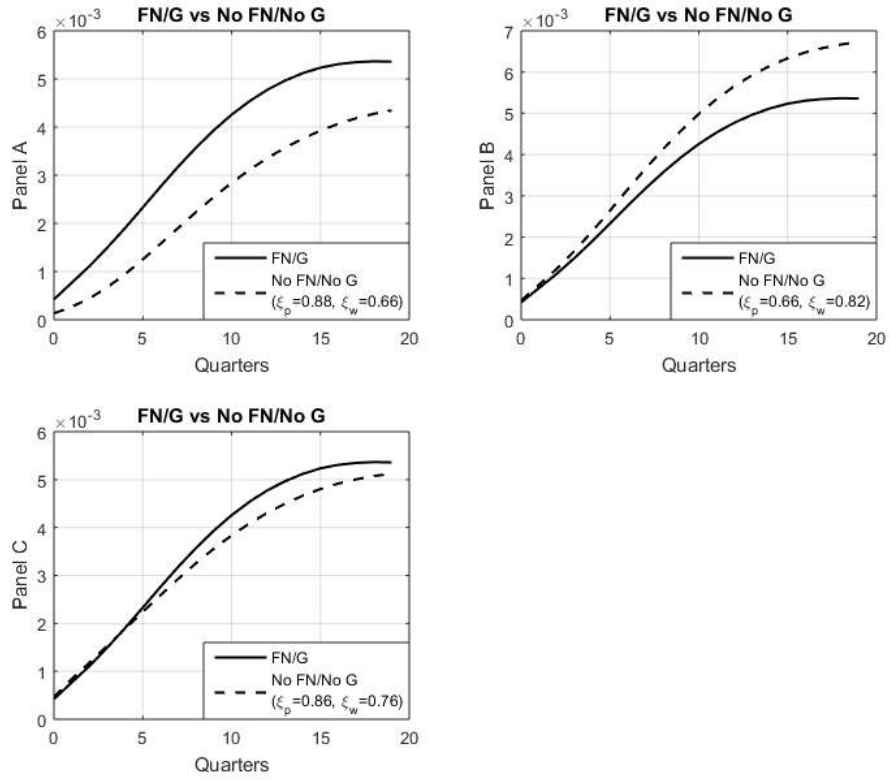 FN/G vs No FN/No G
×10⁻³
6
5
4
3
2
1
0
Panel A
0 5 10 15 20
Quarters
FN/G
No FN/No G
(ξp=0.88, ξw=0.66)
FN/G vs No FN/No G
×10⁻³
7
6
5
4
3
2
1
0
Panel B
0 5 10 15 20
Quarters
FN/G
No FN/No G
(ξp=0.66, ξw=0.82)
FN/G vs No FN/No G
×10⁻³
6
5
4
3
2
1
0
Panel C
0 5 10 15 20
Quarters
FN/G
No FN/No G
(ξp=0.86, ξw=0.76)